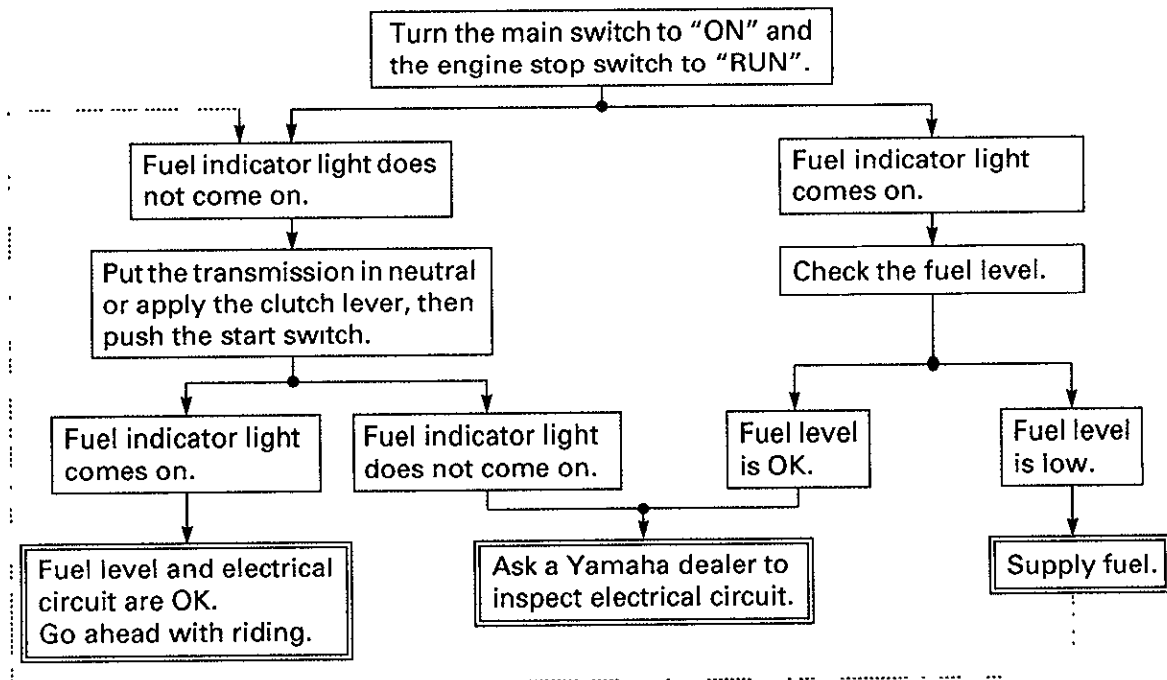 Turn the main switch to “ON” and
the engine stop switch to “RUN”.
Fuel indicator light does
not come on.
Fuel indicator light
comes on.
Put the transmission in neutral
or apply the clutch lever, then
push the start switch.
Check the fuel level.
Fuel indicator light
comes on.
Fuel indicator light
does not come on.
Fuel level
is OK.
Fuel level
is low.
Fuel level and electrical
circuit are OK.
Go ahead with riding.
Ask a Yamaha dealer to
inspect electrical circuit.
Supply fuel.